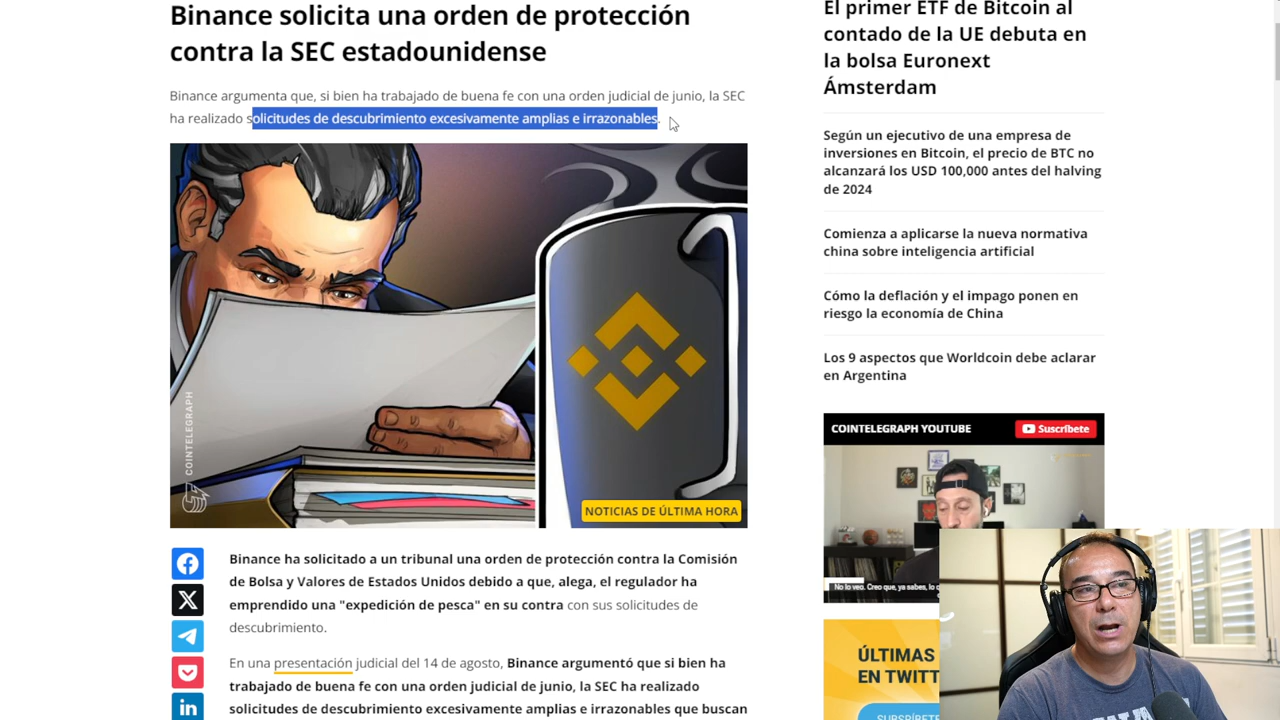 Binance solicita una orden de protección
contra la SEC estadounidense
Binance argumenta que, si bien ha trabajado de buena fe con una orden judicial de junio, la SEC
ha realizado solicitudes de descubrimiento excesivamente amplias e irrazonables.
COINTELEGRAPH
NOTICIAS DE ÚLTIMA HORA
Binance ha solicitado a un tribunal una orden de protección contra la Comisión
de Bolsa y Valores de Estados Unidos debido a que, alega, el regulador ha
emprendido una "expedición de pesca" en su contra con sus solicitudes de
descubrimiento.
En una presentación judicial del 14 de agosto, Binance argumentó que si bien ha
trabajado de buena fe con una orden judicial de junio, la SEC ha realizado
solicitudes de descubrimiento excesivamente amplias e irrazonables que buscan
El primer ETF de Bitcoin al
contado de la UE debuta en
la bolsa Euronext
Ámsterdam
Según un ejecutivo de una empresa de
inversiones en Bitcoin, el precio de BTC no
alcanzará los USD 100,000 antes del halving
de 2024
Comienza a aplicarse la nueva normativa
china sobre inteligencia artificial
Cómo la deflación y el impago ponen en
riesgo la economía de China
Los 9 aspectos que Worldcoin debe aclarar
en Argentina
COINTELEGRAPH YOUTUBE
Suscríbete
No lo veo. Creo que, ya sabes, lo
ÚLTIMAS
EN TWITT